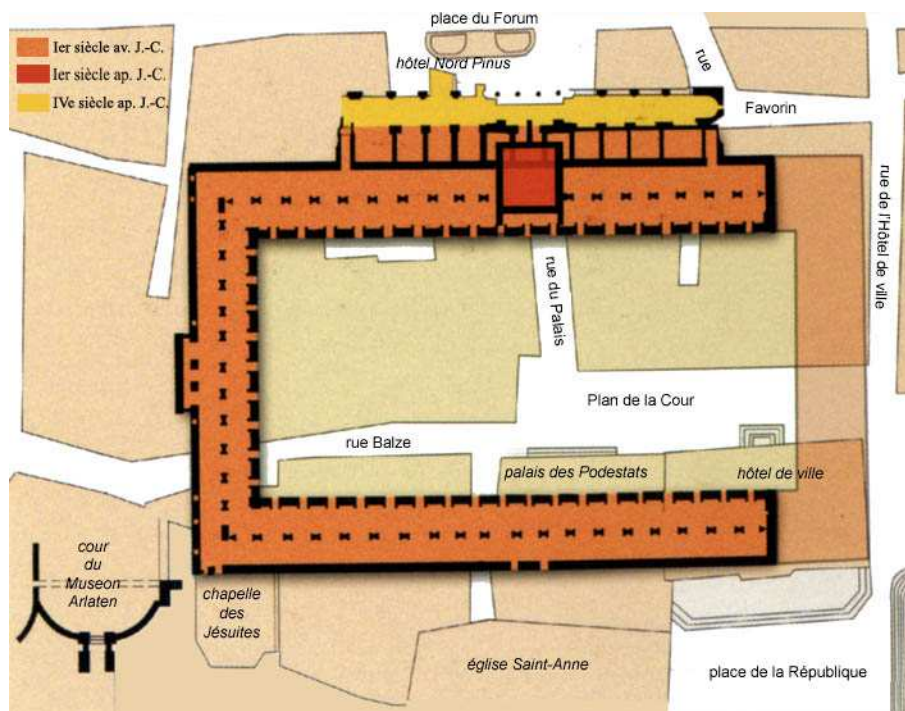 place du Forum
Ier siècle av. J.-C.
Ier siècle ap. J.-C.
IVe siècle ap. J.-C.
hôtel Nord Pinus
rue
Favorin
rue de l'Hôtel de ville
rue du Palais
Plan de la Cour
rue Balze
palais des Podestats
hôtel de ville
cour
du
Museon
Arlaten
chapelle
des
Jésuites
église Saint-Anne
place de la République